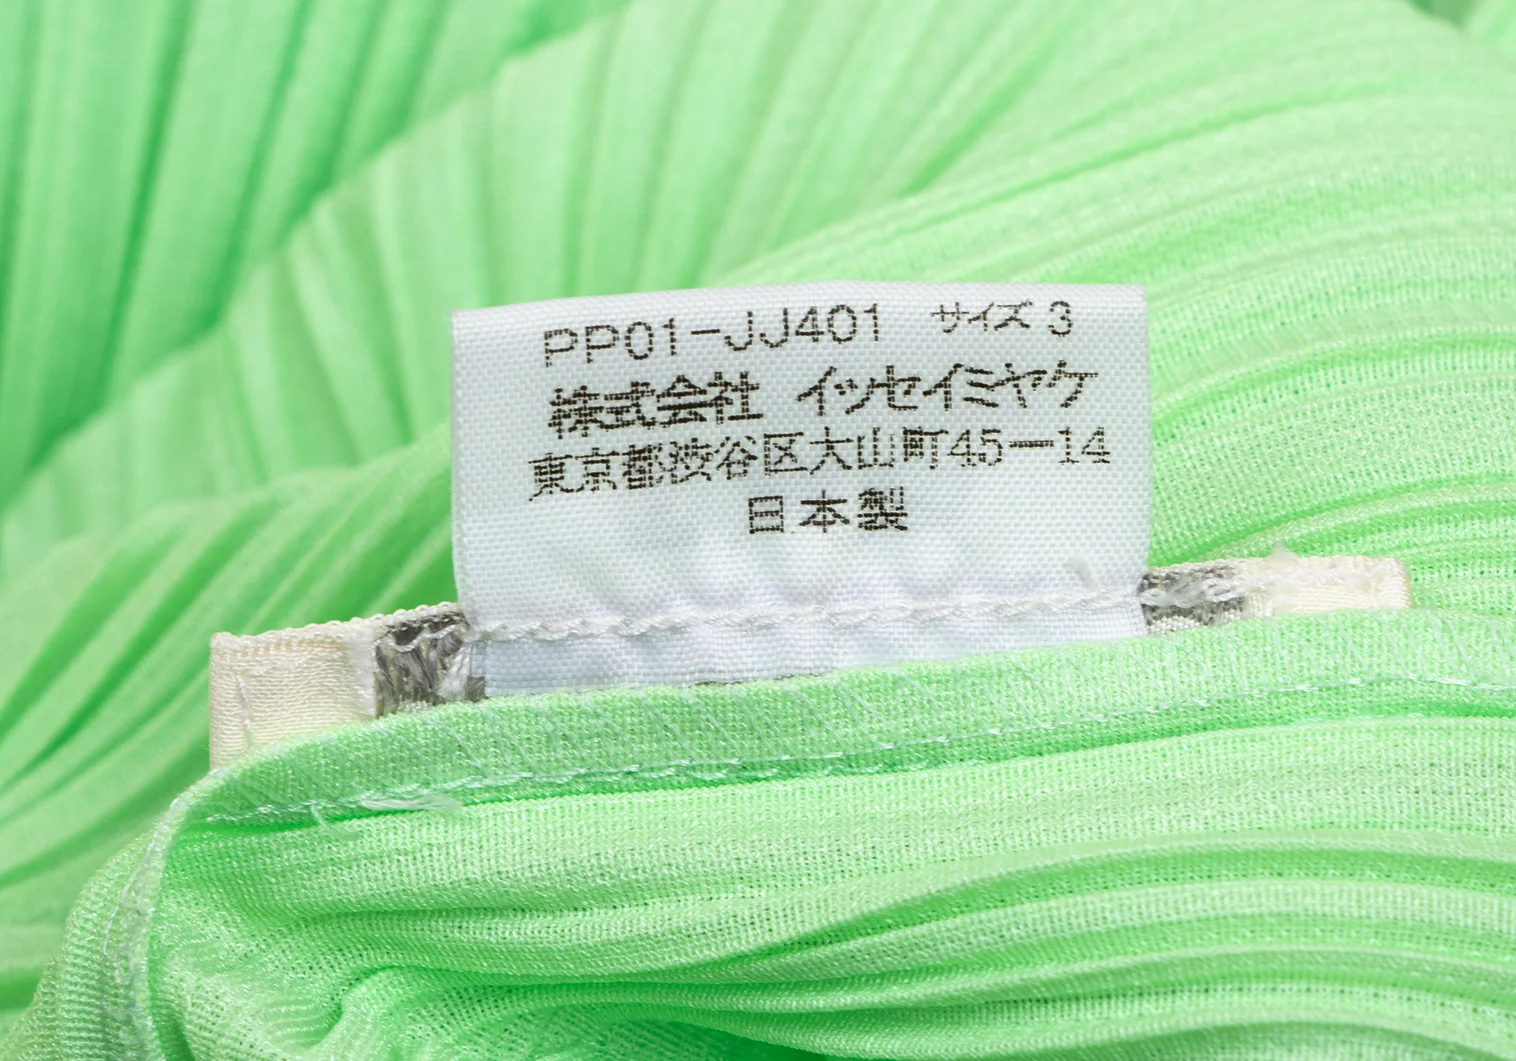 PP01-JJ401 サイズ 3
株式会社 イッセイミヤケ
東京都渋谷区大山町45-14
日本製